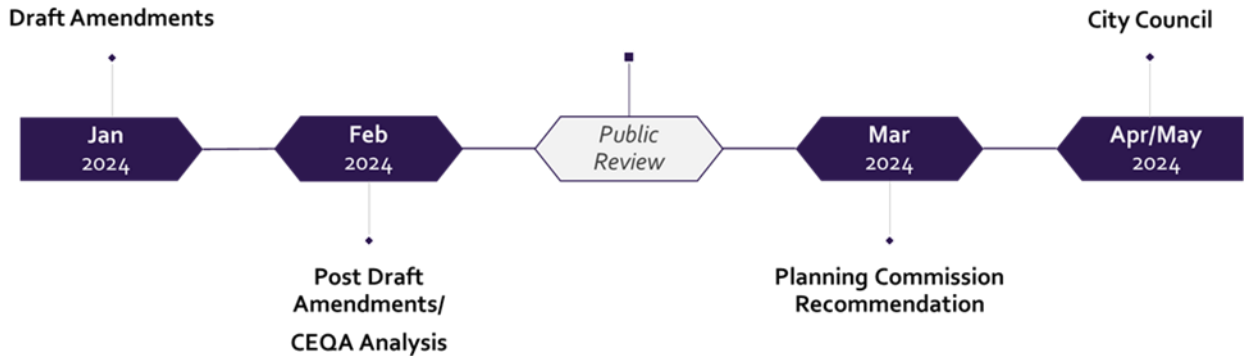 Draft Amendments
City Council
Jan
2024
Feb
2024
Public
Review
Mar
2024
Apr/May
2024
Post Draft
Amendments/
CEQA Analysis
Planning Commission
Recommendation